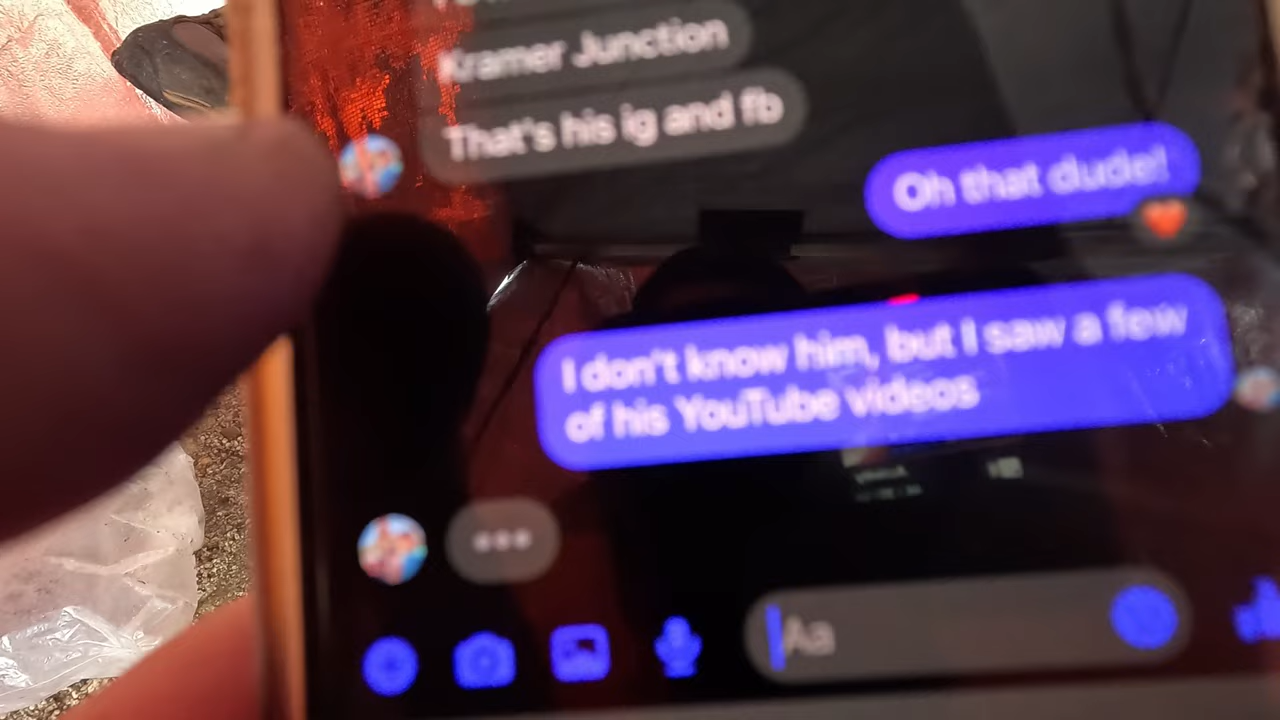 Kramer Junction
That's his ig and fb
Oh that dude!
I don't know him, but I saw a few
of his YouTube videos
Aa